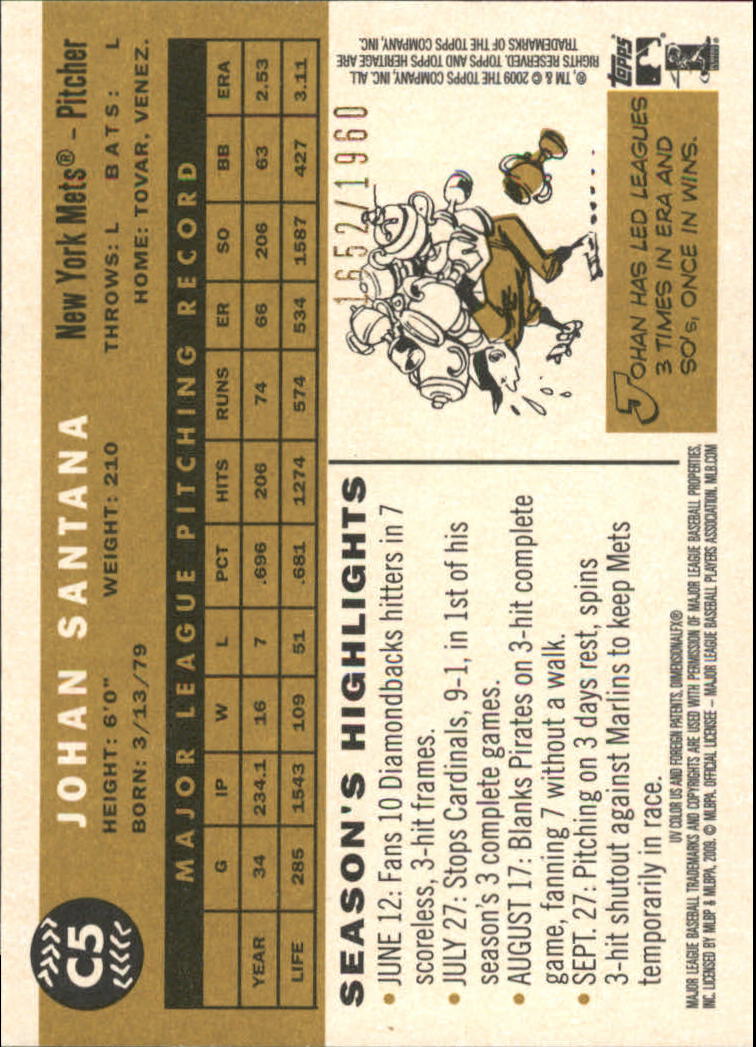 C5
JOHAN SANTANA
New York Mets® – Pitcher
HEIGHT: 6'0" WEIGHT: 210 THROWS: L BATS: L
BORN: 3/13/79 HOME: TOVAR, VENEZ.
MAJOR LEAGUE PITCHING RECORD
G IP W L PCT HITS RUNS ER SO BB ERA
YEAR 34 234.1 16 7 .696 206 74 66 206 63 2.53
LIFE 285 1543 109 51 .681 1274 574 534 1587 427 3.11
SEASON'S HIGHLIGHTS
• JUNE 12: Fans 10 Diamondbacks hitters in 7
scoreless, 3-hit frames.
• JULY 27: Stops Cardinals, 9–1, in 1st of his
season's 3 complete games.
• AUGUST 17: Blanks Pirates on 3-hit complete
game, fanning 7 without a walk.
• SEPT. 27: Pitching on 3 days rest, spins
3-hit shutout against Marlins to keep Mets
temporarily in race.
1652/1960
JOHAN HAS LED LEAGUES
3 TIMES IN ERA AND
SO's, ONCE IN WINS.
®, TM & © 2009 THE TOPPS COMPANY, INC. ALL
RIGHTS RESERVED. TOPPS AND TOPPS HERITAGE ARE
TRADEMARKS OF THE TOPPS COMPANY, INC.
topps
UV COLOR US AND FOREIGN PATENTS, DIMENSIONALFX®
MAJOR LEAGUE BASEBALL TRADEMARKS AND COPYRIGHTS ARE USED WITH PERMISSION OF MAJOR LEAGUE BASEBALL PROPERTIES,
INC. LICENSED BY MLBP & MLBPA, 2009. © MLBPA. OFFICIAL LICENSEE – MAJOR LEAGUE BASEBALL PLAYERS ASSOCIATION. MLB.COM